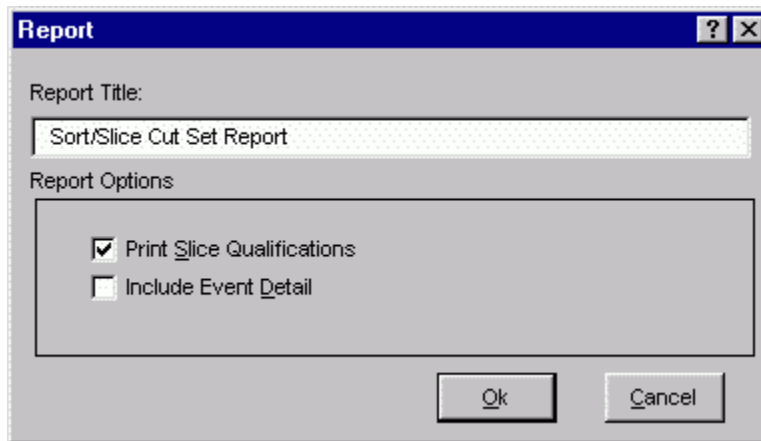 Report
Report Title:
Sort/Slice Cut Set Report
Report Options
Print Slice Qualifications
Include Event Detail
Ok Cancel